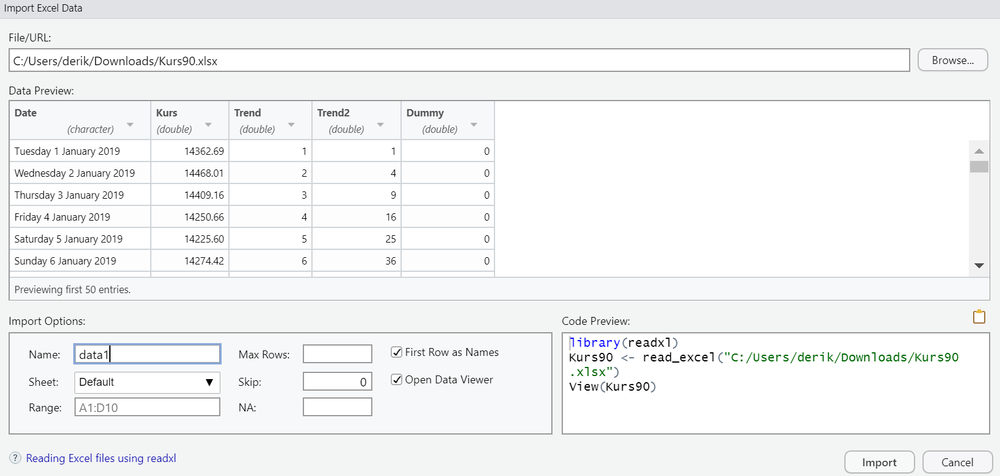 Import Excel Data
File/URL:
C:/Users/derik/Downloads/Kurs90.xlsx
Browse...
Data Preview:
Date Kurs Trend Trend2 Dummy
(character) (double) (double) (double) (double)
Tuesday 1 January 2019 14362.69 1 1 0
Wednesday 2 January 2019 14468.01 2 4 0
Thursday 3 January 2019 14409.16 3 9 0
Friday 4 January 2019 14250.66 4 16 0
Saturday 5 January 2019 14225.60 5 25 0
Sunday 6 January 2019 14274.42 6 36 0
Previewing first 50 entries.
Import Options:
Name: data1 Max Rows: First Row as Names
Sheet: Default Skip: 0 Open Data Viewer
Range: A1:D10 NA:
Code Preview:
library(readxl)
Kurs90 <- read_excel("C:/Users/derik/Downloads/Kurs90
.xlsx")
View(Kurs90)
? Reading Excel files using readxl
Import Cancel